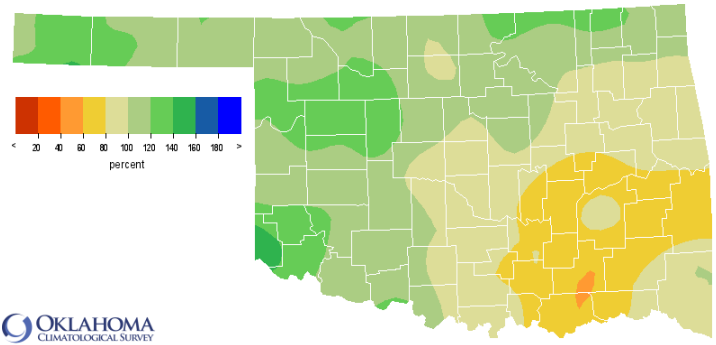 < 20 40 60 80 100 120 140 160 180 >
percent
OKLAHOMA
CLIMATOLOGICAL SURVEY